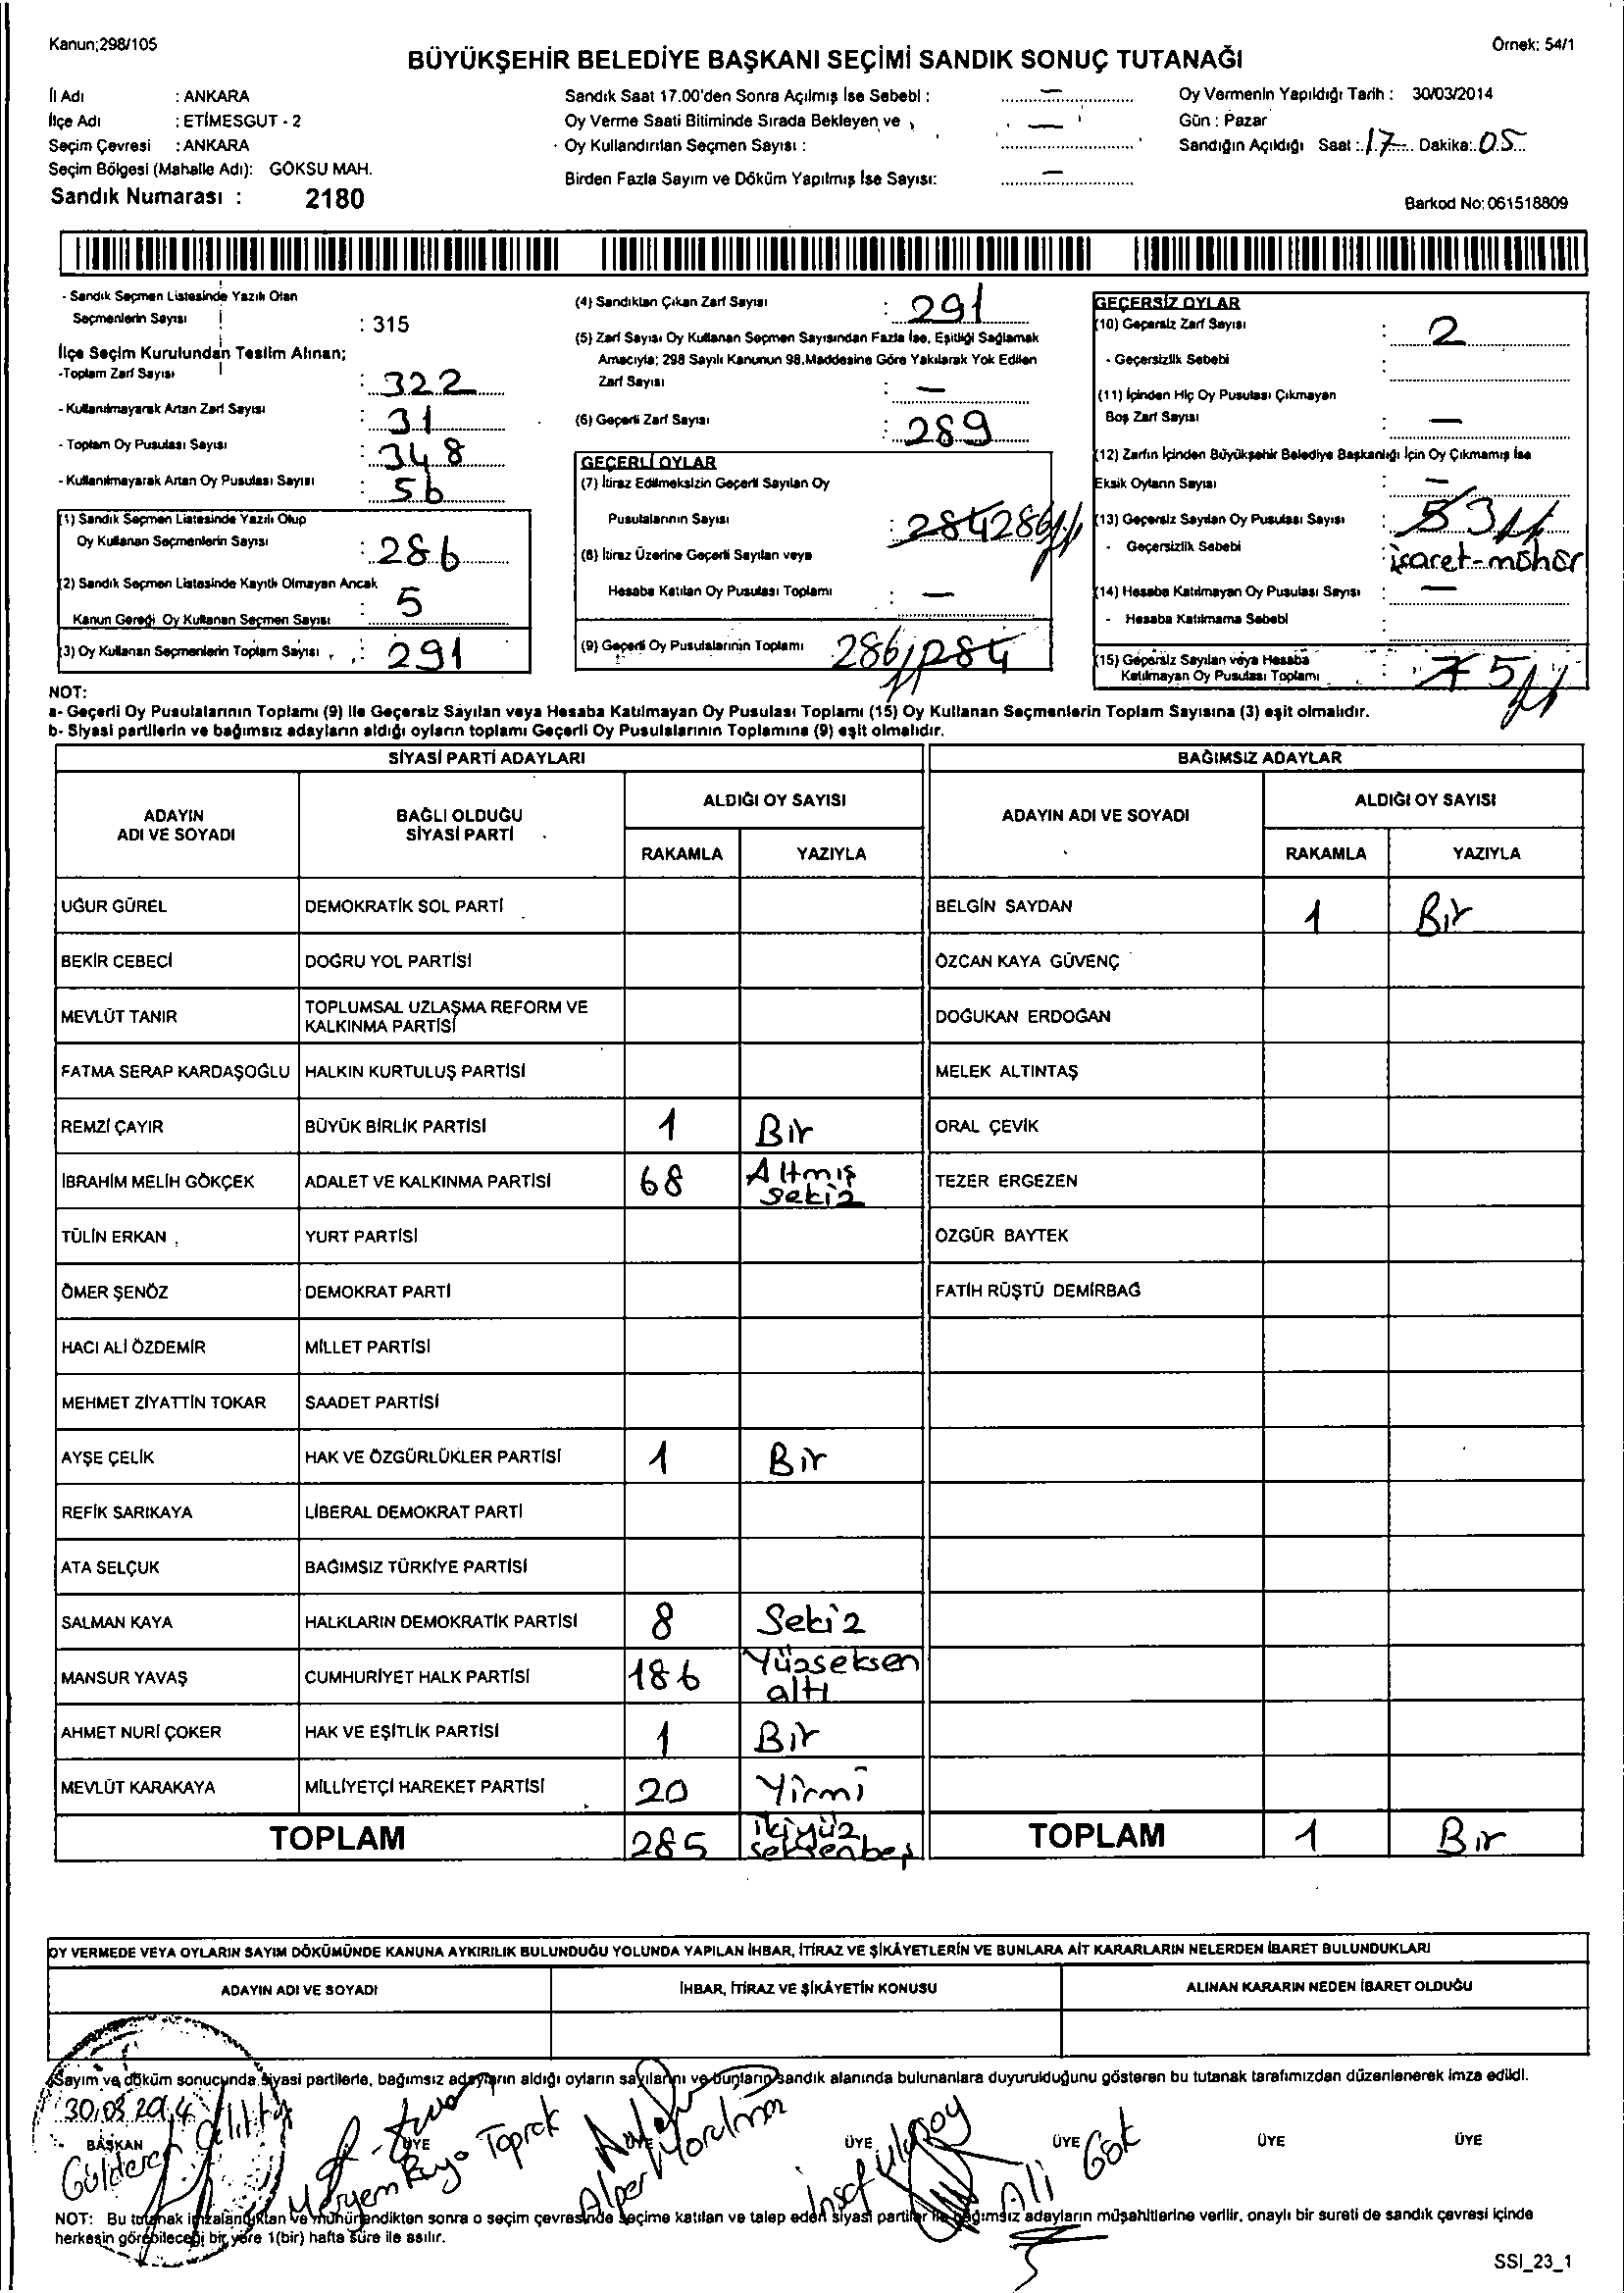 Kanun;298/105
Örnek: 54/1
BÜYÜKŞEHİR BELEDİYE BAŞKANI SEÇİMİ SANDIK SONUÇ TUTANAĞI
İl Adı : ANKARA
İlçe Adı : ETİMESGUT - 2
Seçim Çevresi : ANKARA
Seçim Bölgesi (Mahalle Adı): GÖKSU MAH.
Sandık Numarası : 2180
Sandık Saat 17.00'den Sonra Açılmış İse Sebebi : —
Oy Verme Saati Bitiminde Sırada Bekleyen ve
Oy Kullandırılan Seçmen Sayısı : —
Birden Fazla Sayım ve Döküm Yapılmış İse Sayısı: —
Oy Vermenin Yapıldığı Tarih : 30/03/2014
Gün : Pazar
Sandığın Açıldığı Saat : 17 Dakika: 05
Barkod No: 061518809
- Sandık Seçmen Listesinde Yazılı Olan
Seçmenlerin Sayısı : 315
İlçe Seçim Kurulundan Teslim Alınan;
-Toplam Zarf Sayısı : 322
- Kullanılmayarak Artan Zarf Sayısı : 31
- Toplam Oy Pusulası Sayısı : 348
- Kullanılmayarak Artan Oy Pusulası Sayısı : 56
(1) Sandık Seçmen Listesinde Yazılı Olup
Oy Kullanan Seçmenlerin Sayısı : 286
(2) Sandık Seçmen Listesinde Kayıtlı Olmayan Ancak
Kanun Gereği Oy Kullanan Seçmen Sayısı : 5
(3) Oy Kullanan Seçmenlerin Toplam Sayısı : 291
(4) Sandıktan Çıkan Zarf Sayısı : 291
(5) Zarf Sayısı Oy Kullanan Seçmen Sayısından Fazla İse, Eşitliği Sağlamak
Amacıyla; 298 Sayılı Kanunun 98.Maddesine Göre Yakılarak Yok Edilen
Zarf Sayısı : —
(6) Geçerli Zarf Sayısı : 289
GEÇERLİ OYLAR
(7) İtiraz Edilmeksizin Geçerli Sayılan Oy
Pusulalarının Sayısı : 284 286
(8) İtiraz Üzerine Geçerli Sayılan veya
Hesaba Katılan Oy Pusulası Toplamı : —
(9) Geçerli Oy Pusulalarının Toplamı 286 284
GEÇERSİZ OYLAR
(10) Geçersiz Zarf Sayısı : 2
- Geçersizlik Sebebi :
(11) İçinden Hiç Oy Pusulası Çıkmayan
Boş Zarf Sayısı : —
(12) Zarfın İçinden Büyükşehir Belediye Başkanlığı İçin Oy Çıkmamış İse
Eksik Oyların Sayısı : —
(13) Geçersiz Sayılan Oy Pusulası Sayısı : 5 3
- Geçersizlik Sebebi : işaret-mühür
(14) Hesaba Katılmayan Oy Pusulası Sayısı : —
- Hesaba Katılmama Sebebi :
(15) Geçersiz Sayılan veya Hesaba
Katılmayan Oy Pusulası Toplamı : 7 5
NOT:
a- Geçerli Oy Pusulalarının Toplamı (9) İle Geçersiz Sayılan veya Hesaba Katılmayan Oy Pusulası Toplamı (15) Oy Kullanan Seçmenlerin Toplam Sayısına (3) eşit olmalıdır.
b- Siyasi partilerin ve bağımsız adayların aldığı oyların toplamı Geçerli Oy Pusulalarının Toplamına (9) eşit olmalıdır.
SİYASİ PARTİ ADAYLARI
BAĞIMSIZ ADAYLAR
ADAYIN
ADI VE SOYADI
BAĞLI OLDUĞU
SİYASİ PARTİ
ALDIĞI OY SAYISI
RAKAMLA YAZIYLA
ADAYIN ADI VE SOYADI
ALDIĞI OY SAYISI
RAKAMLA YAZIYLA
UĞUR GÜREL DEMOKRATİK SOL PARTİ BELGİN SAYDAN 1 Bir
BEKİR CEBECİ DOĞRU YOL PARTİSİ ÖZCAN KAYA GÜVENÇ
MEVLÜT TANIR TOPLUMSAL UZLAŞMA REFORM VE
KALKINMA PARTİSİ DOĞUKAN ERDOĞAN
FATMA SERAP KARDAŞOĞLU HALKIN KURTULUŞ PARTİSİ MELEK ALTINTAŞ
REMZİ ÇAYIR BÜYÜK BİRLİK PARTİSİ 1 Bir ORAL ÇEVİK
İBRAHİM MELİH GÖKÇEK ADALET VE KALKINMA PARTİSİ 68 Altmış
sekiz TEZER ERGEZEN
TÜLİN ERKAN YURT PARTİSİ ÖZGÜR BAYTEK
ÖMER ŞENÖZ DEMOKRAT PARTİ FATİH RÜŞTÜ DEMİRBAĞ
HACI ALİ ÖZDEMİR MİLLET PARTİSİ
MEHMET ZİYATTİN TOKAR SAADET PARTİSİ
AYŞE ÇELİK HAK VE ÖZGÜRLÜKLER PARTİSİ 1 Bir
REFİK SARIKAYA LİBERAL DEMOKRAT PARTİ
ATA SELÇUK BAĞIMSIZ TÜRKİYE PARTİSİ
SALMAN KAYA HALKLARIN DEMOKRATİK PARTİSİ 8 Sekiz
MANSUR YAVAŞ CUMHURİYET HALK PARTİSİ 186 Yüzseksen
altı
AHMET NURİ ÇOKER HAK VE EŞİTLİK PARTİSİ 1 Bir
MEVLÜT KARAKAYA MİLLİYETÇİ HAREKET PARTİSİ 20 Yirmi
TOPLAM 285 ikiyüz
seksenbeş TOPLAM 1 Bir
OY VERMEDE VEYA OYLARIN SAYIM DÖKÜMÜNDE KANUNA AYKIRILIK BULUNDUĞU YOLUNDA YAPILAN İHBAR, İTİRAZ VE ŞİKÂYETLERİN VE BUNLARA AİT KARARLARIN NELERDEN İBARET BULUNDUKLARI
ADAYIN ADI VE SOYADI İHBAR, İTİRAZ VE ŞİKÂYETİN KONUSU ALINAN KARARIN NEDEN İBARET OLDUĞU
Sayım ve döküm sonucunda siyasi partilerle, bağımsız adayların aldığı oyların sayılarını ve bunların sandık alanında bulunanlara duyurulduğunu gösteren bu tutanak tarafımızdan düzenlenerek imza edildi.
30.03.2014
BAŞKAN ÜYE ÜYE ÜYE ÜYE ÜYE
Meryem Toprak Alper Yardım Ulusoy Ali Gök
NOT: Bu tutanak imzalandıktan ve mühürlendikten sonra o seçim çevresinde seçime katılan ve talep eden siyasi partiler ile bağımsız adayların müşahitlerine verilir, onaylı bir sureti de sandık çevresi içinde
herkesin görebileceği bir yere 1(bir) hafta süre ile asılır.
SSI_23_1